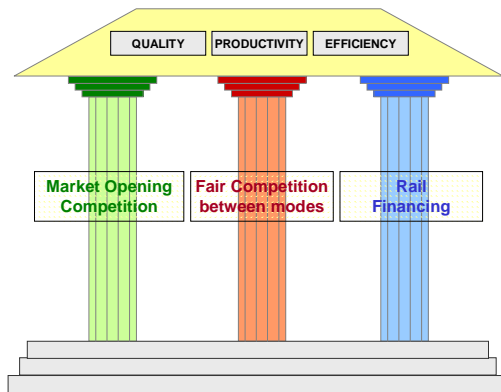 QUALITY PRODUCTIVITY EFFICIENCY
Market Opening
Competition
Fair Competition
between modes
Rail
Financing